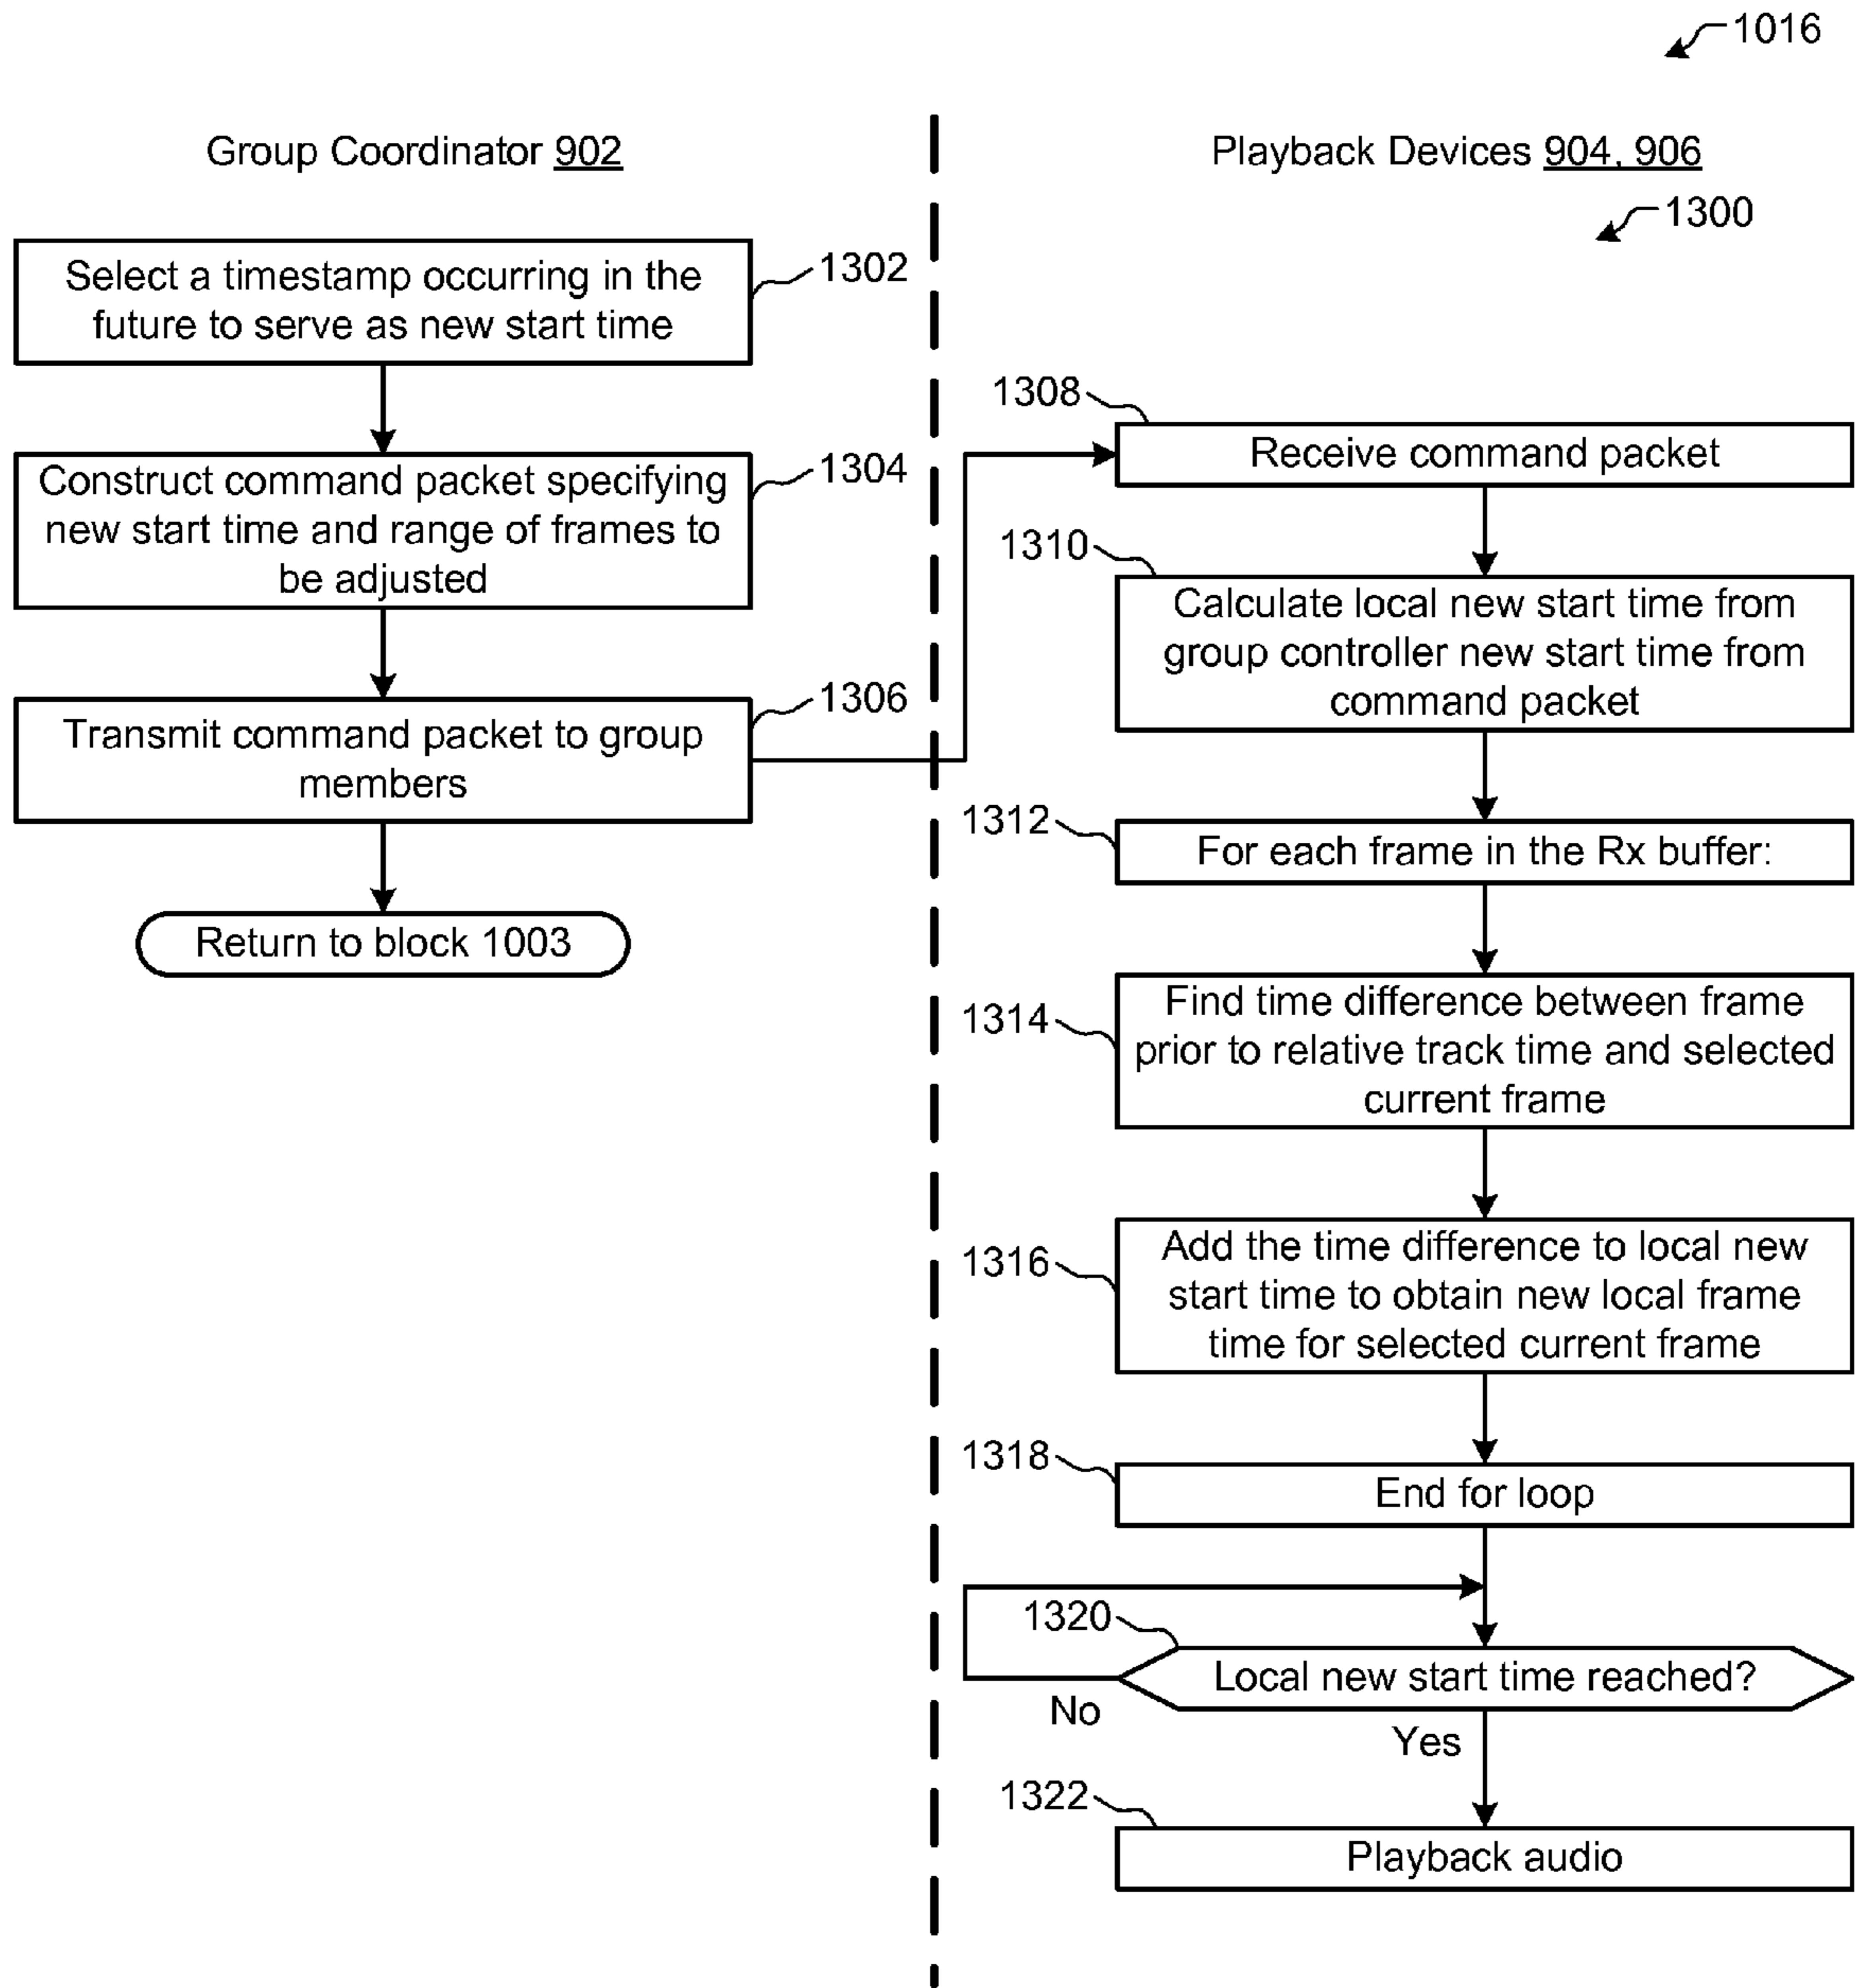 1016
Group Coordinator 902
Playback Devices 904, 906
1300
Select a timestamp occurring in the
future to serve as new start time
1302
Construct command packet specifying
new start time and range of frames to
be adjusted
1304
Transmit command packet to group
members
1306
Return to block 1003
1308
Receive command packet
1310
Calculate local new start time from
group controller new start time from
command packet
1312
For each frame in the Rx buffer:
1314
Find time difference between frame
prior to relative track time and selected
current frame
1316
Add the time difference to local new
start time to obtain new local frame
time for selected current frame
1318
End for loop
1320
Local new start time reached?
No
Yes
1322
Playback audio